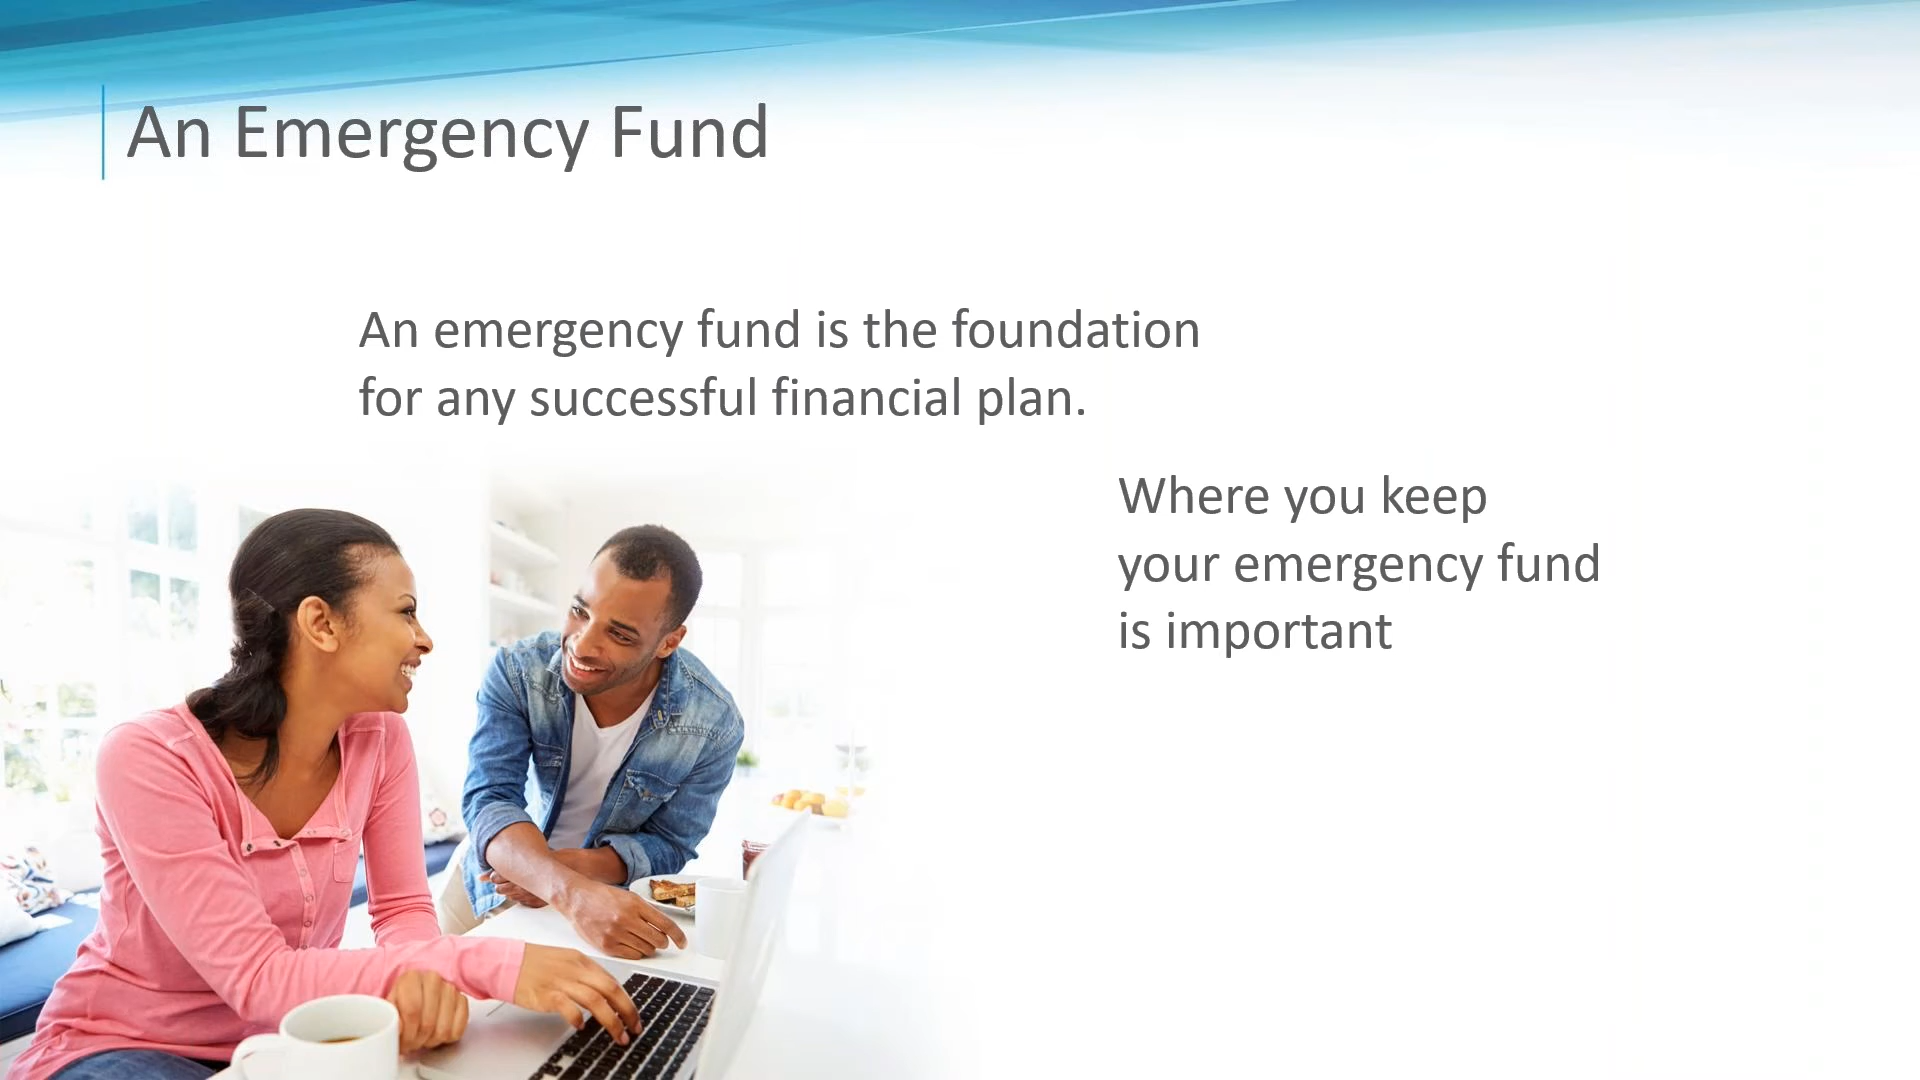 An Emergency Fund
An emergency fund is the foundation
for any successful financial plan.
Where you keep
your emergency fund
is important